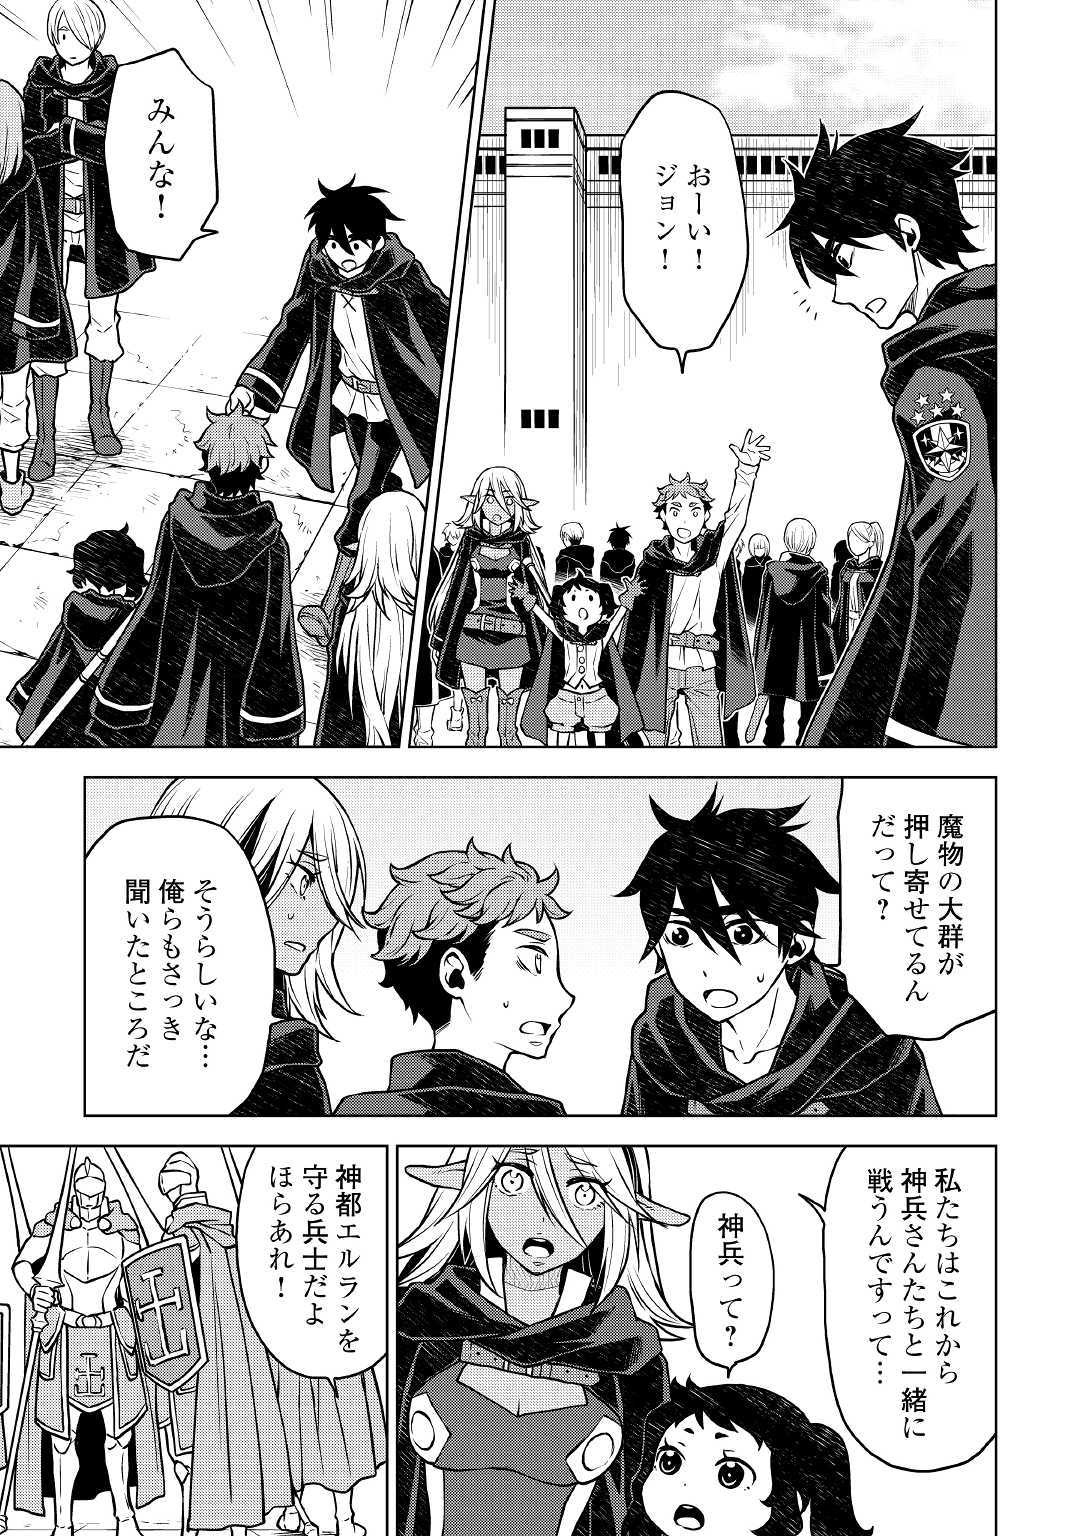 おーい！
ジョン！
みんな！
魔物の大群が
押し寄せてるん
だって？
そうらしいな…
俺らもさっき
聞いたところだ
私たちはこれから
神兵さんたちと一緒に
戦うんですって…
神兵って？
神都エルランを
守る兵士だよ
ほらあれ！